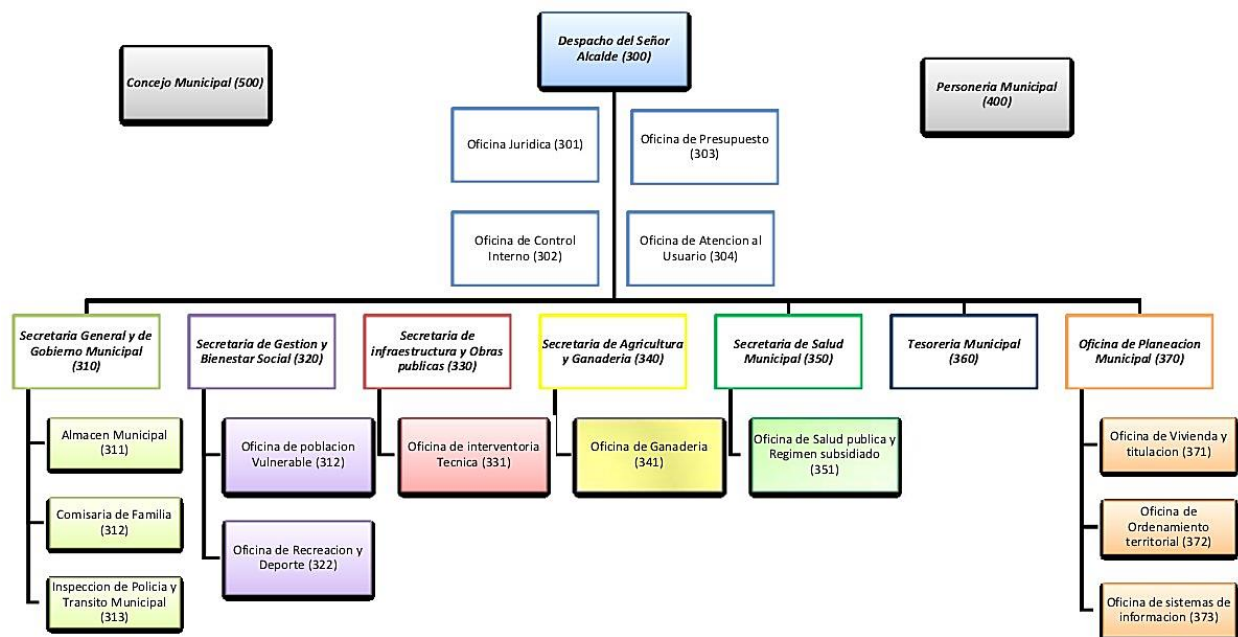 Despacho del Señor
Alcalde (300)
Concejo Municipal (500)
Personeria Municipal
(400)
Oficina Juridica (301)
Oficina de Presupuesto
(303)
Oficina de Control
Interno (302)
Oficina de Atencion al
Usuario (304)
Secretaria General y de
Gobierno Municipal
(310)
Secretaria de Gestion y
Bienestar Social (320)
Secretaria de
infraestructura y Obras
publicas (330)
Secretaria de Agricultura
y Ganaderia (340)
Secretaria de Salud
Municipal (350)
Tesoreria Municipal (360)
Oficina de Planeacion
Municipal (370)
Almacen Municipal
(311)
Comisaria de Familia
(312)
Inspeccion de Policia y
Transito Municipal
(313)
Oficina de poblacion
Vulnerable (312)
Oficina de Recreacion y
Deporte (322)
Oficina de interventoria
Tecnica (331)
Oficina de Ganaderia
(341)
Oficina de Salud publica y
Regimen subsidiado
(351)
Oficina de Vivienda y
titulacion (371)
Oficina de
Ordenamiento
territorial (372)
Oficina de sistemas de
informacion (373)